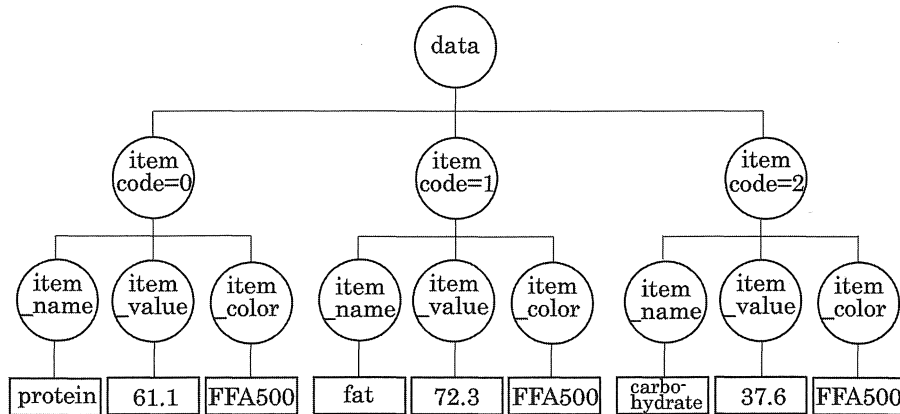 data
item
code=0
item
code=1
item
code=2
item
_name
item
_value
item
_color
item
_name
item
_value
item
_color
item
_name
item
_value
item
_color
protein
61.1
FFA500
fat
72.3
FFA500
carbo-
hydrate
37.6
FFA500